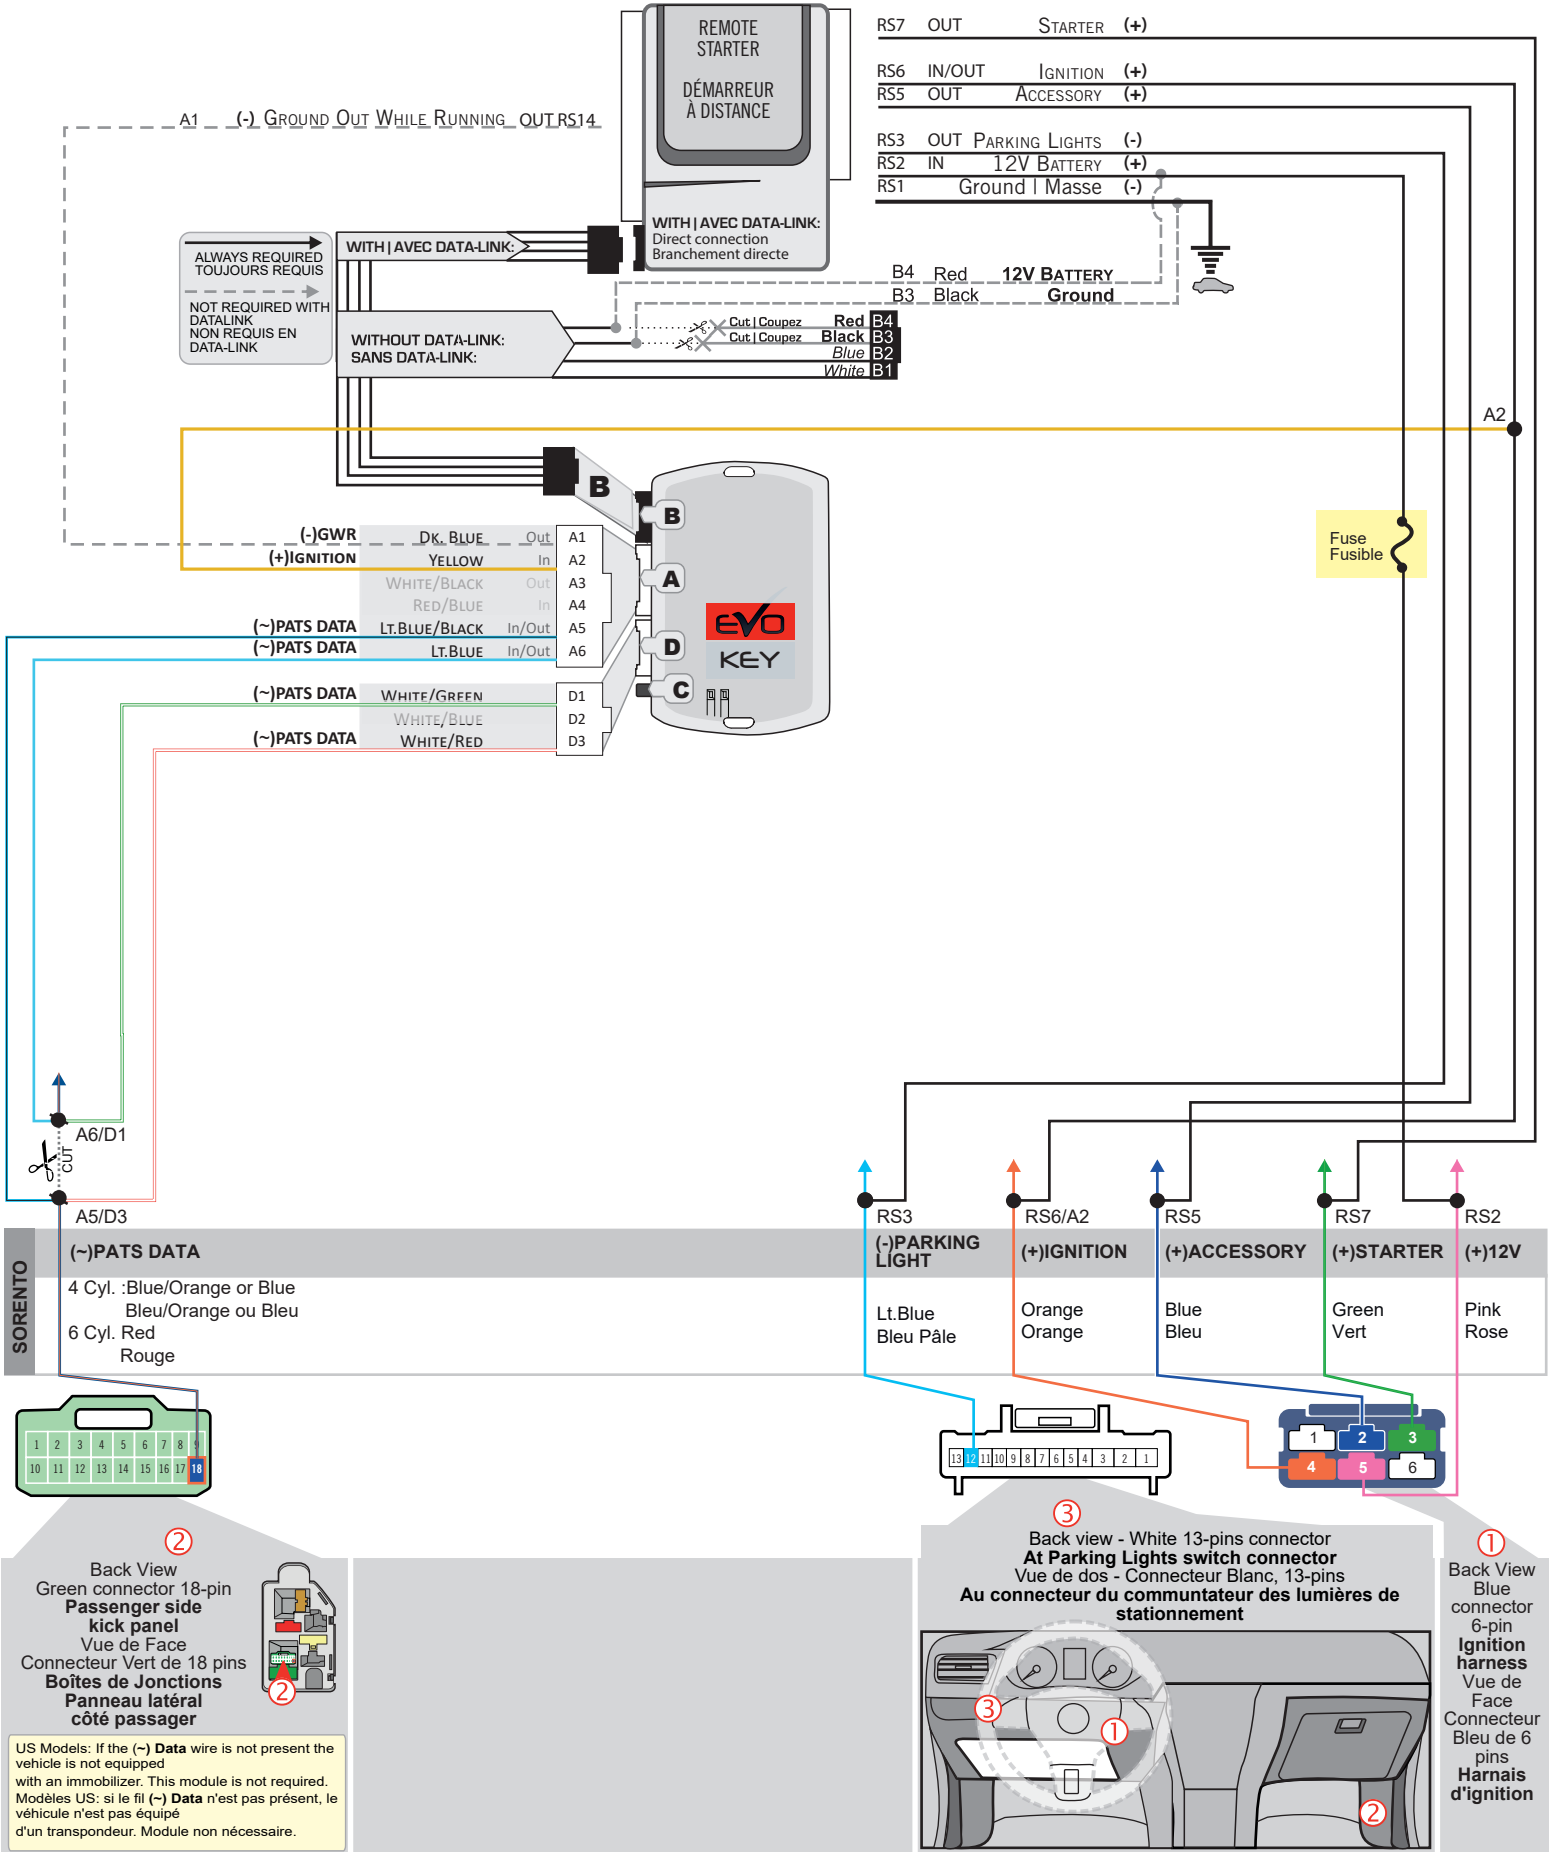 REMOTE
STARTER
DÉMARREUR
À DISTANCE
WITH | AVEC DATA-LINK:
Direct connection
Branchement directe
RS7 OUT STARTER (+)
RS6 IN/OUT IGNITION (+)
RS5 OUT ACCESSORY (+)
RS3 OUT PARKING LIGHTS (-)
RS2 IN 12V BATTERY (+)
RS1 Ground | Masse (-)
A1 (-) GROUND OUT WHILE RUNNING OUT RS14
ALWAYS REQUIRED
TOUJOURS REQUIS
NOT REQUIRED WITH
DATALINK
NON REQUIS EN
DATA-LINK
WITH | AVEC DATA-LINK:
WITHOUT DATA-LINK:
SANS DATA-LINK:
B4 Red 12V BATTERY
B3 Black Ground
Cut | Coupez Red B4
Cut | Coupez Black B3
Blue B2
White B1
A2
B
B
A
D
C
EVO
KEY
Fuse
Fusible
(-)GWR DK. BLUE Out A1
(+)IGNITION YELLOW In A2
WHITE/BLACK Out A3
RED/BLUE In A4
(~)PATS DATA LT.BLUE/BLACK In/Out A5
(~)PATS DATA LT.BLUE In/Out A6
(~)PATS DATA WHITE/GREEN D1
WHITE/BLUE D2
(~)PATS DATA WHITE/RED D3
A6/D1
CUT
A5/D3
RS3
RS6/A2
RS5
RS7
RS2
SORENTO
(~)PATS DATA
(-)PARKING
LIGHT
(+)IGNITION
(+)ACCESSORY
(+)STARTER
(+)12V
4 Cyl. :Blue/Orange or Blue
Bleu/Orange ou Bleu
6 Cyl. Red
Rouge
Lt.Blue
Bleu Pâle
Orange
Orange
Blue
Bleu
Green
Vert
Pink
Rose
1 2 3 4 5 6 7 8 9
10 11 12 13 14 15 16 17 18
13 12 11 10 9 8 7 6 5 4 3 2 1
1 2 3
4 5 6
2
Back View
Green connector 18-pin
Passenger side
kick panel
Vue de Face
Connecteur Vert de 18 pins
Boîtes de Jonctions
Panneau latéral
côté passager
2
US Models: If the (~) Data wire is not present the
vehicle is not equipped
with an immobilizer. This module is not required.
Modèles US: si le fil (~) Data n'est pas présent, le
véhicule n'est pas équipé
d'un transpondeur. Module non nécessaire.
3
Back view - White 13-pins connector
At Parking Lights switch connector
Vue de dos - Connecteur Blanc, 13-pins
Au connecteur du communtateur des lumières de
stationnement
3
1
2
1
Back View
Blue
connector
6-pin
Ignition
harness
Vue de
Face
Connecteur
Bleu de 6
pins
Harnais
d'ignition